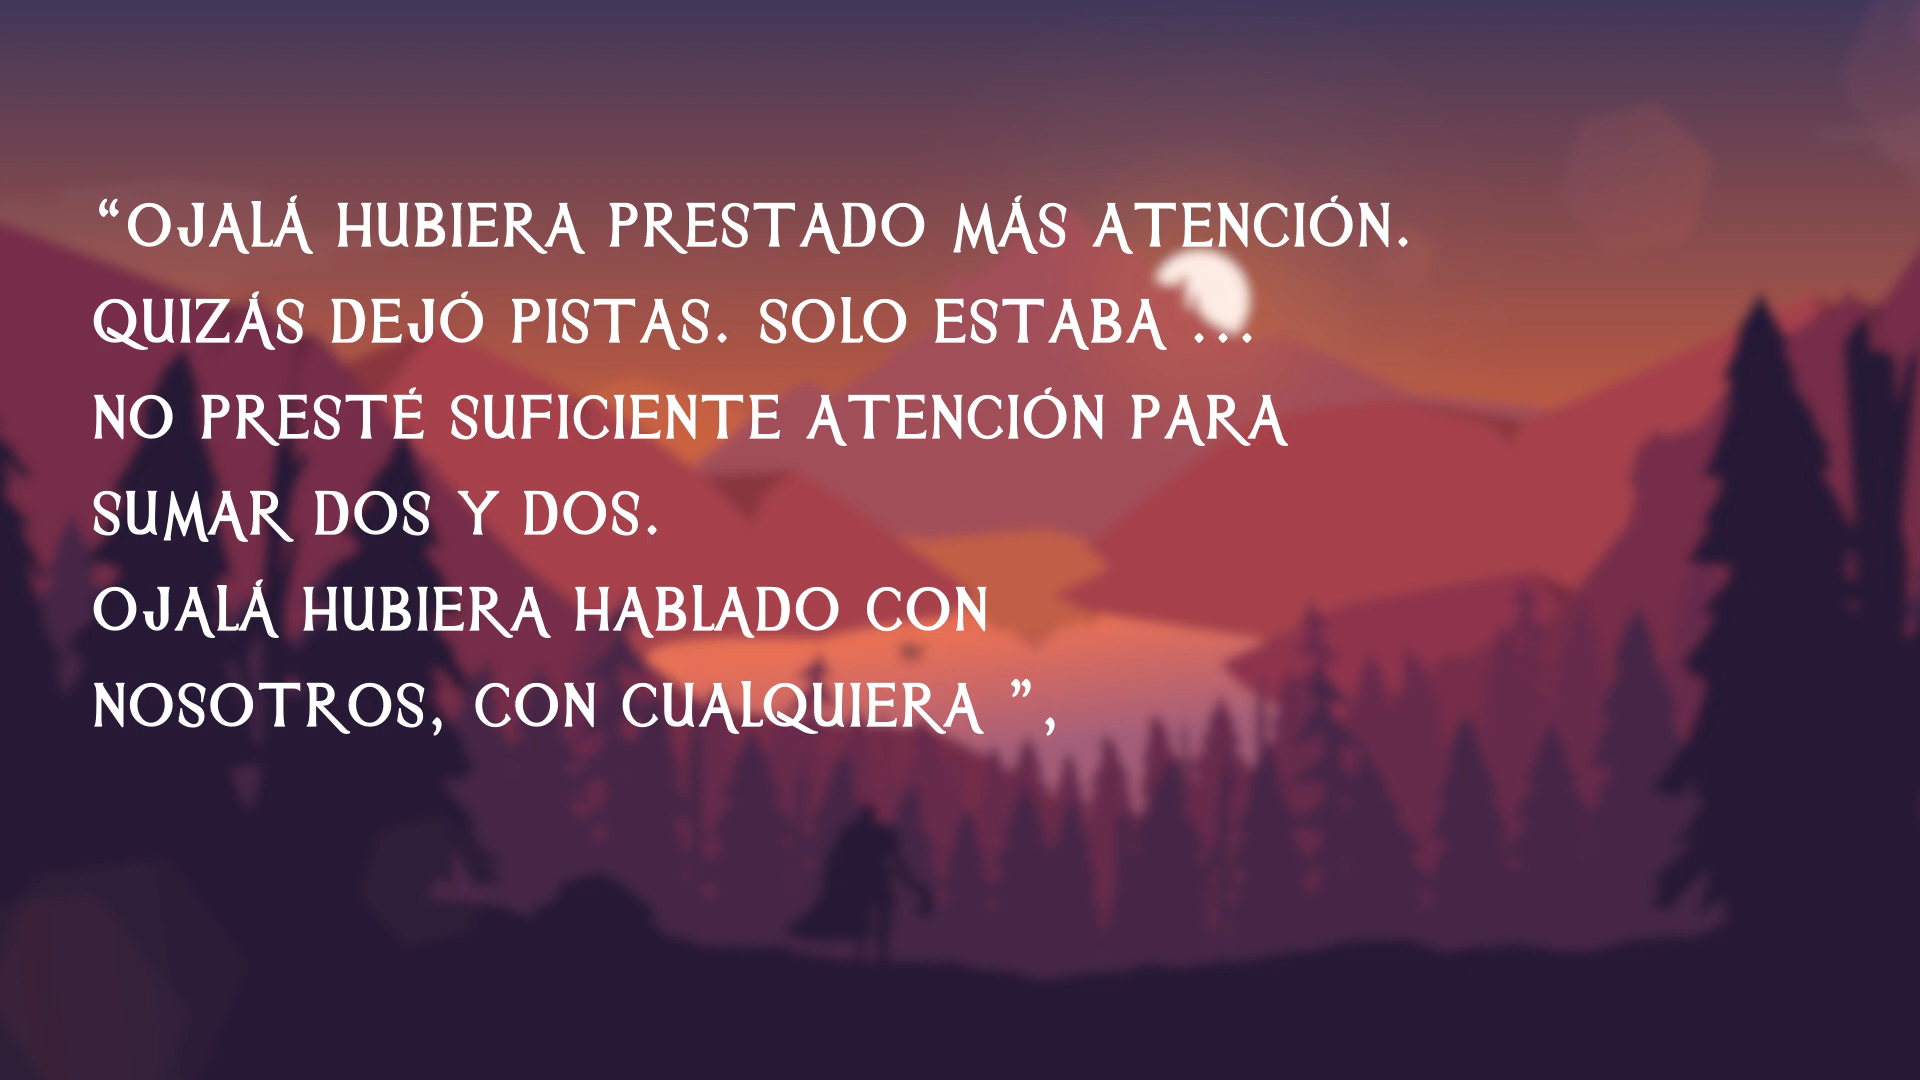 “OJALÁ HUBIERA PRESTADO MÁS ATENCIÓN.
QUIZÁS DEJÓ PISTAS. SOLO ESTABA ...
NO PRESTÉ SUFICIENTE ATENCIÓN PARA
SUMAR DOS Y DOS.
OJALÁ HUBIERA HABLADO CON
NOSOTROS, CON CUALQUIERA ”,